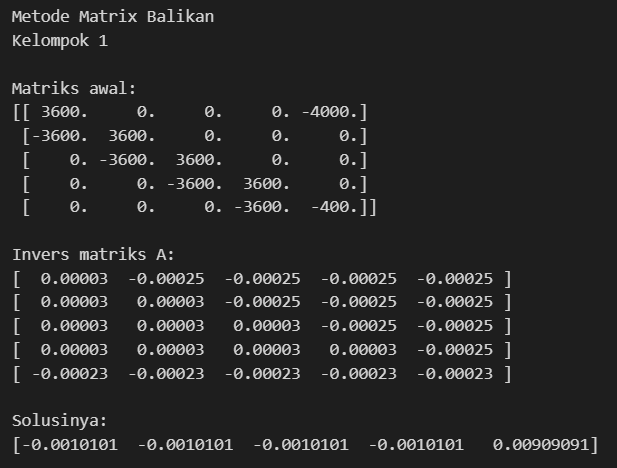 Metode Matrix Balikan
Kelompok 1
Matriks awal:
[[ 3600.     0.     0.     0. -4000.]
 [-3600.  3600.     0.     0.     0.]
 [    0. -3600.  3600.     0.     0.]
 [    0.     0. -3600.  3600.     0.]
 [    0.     0.     0. -3600.  -400.]]
Invers matriks A:
[  0.00003  -0.00025  -0.00025  -0.00025  -0.00025 ]
[  0.00003   0.00003  -0.00025  -0.00025  -0.00025 ]
[  0.00003   0.00003   0.00003  -0.00025  -0.00025 ]
[  0.00003   0.00003   0.00003   0.00003  -0.00025 ]
[ -0.00023  -0.00023  -0.00023  -0.00023  -0.00023 ]
Solusinya:
[-0.0010101  -0.0010101  -0.0010101  -0.0010101   0.00909091]